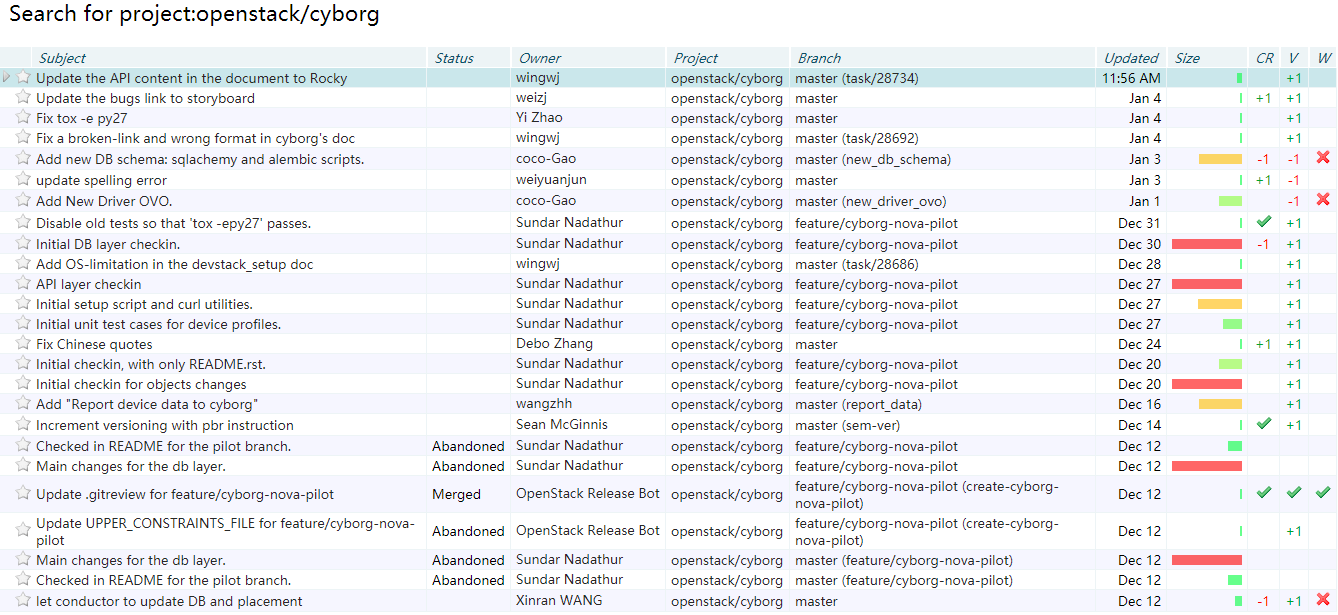 Search for project:openstack/cyborg
Subject Status Owner Project Branch Updated Size CR V W
Update the API content in the document to Rocky wingwj openstack/cyborg master (task/28734) 11:56 AM +1
Update the bugs link to storyboard weizj openstack/cyborg master Jan 4 +1 +1
Fix tox -e py27 Yi Zhao openstack/cyborg master Jan 4 +1
Fix a broken-link and wrong format in cyborg's doc wingwj openstack/cyborg master (task/28692) Jan 4 +1
Add new DB schema: sqlachemy and alembic scripts. coco-Gao openstack/cyborg master (new_db_schema) Jan 3 -1 -1
update spelling error weiyuanjun openstack/cyborg master Jan 3 +1 -1
Add New Driver OVO. coco-Gao openstack/cyborg master (new_driver_ovo) Jan 1 -1
Disable old tests so that 'tox -epy27' passes. Sundar Nadathur openstack/cyborg feature/cyborg-nova-pilot Dec 31 +1
Initial DB layer checkin. Sundar Nadathur openstack/cyborg feature/cyborg-nova-pilot Dec 30 -1 +1
Add OS-limitation in the devstack_setup doc wingwj openstack/cyborg master (task/28686) Dec 28 +1
API layer checkin Sundar Nadathur openstack/cyborg feature/cyborg-nova-pilot Dec 27 +1
Initial setup script and curl utilities. Sundar Nadathur openstack/cyborg feature/cyborg-nova-pilot Dec 27 +1
Initial unit test cases for device profiles. Sundar Nadathur openstack/cyborg feature/cyborg-nova-pilot Dec 27 +1
Fix Chinese quotes Debo Zhang openstack/cyborg master Dec 24 +1 +1
Initial checkin, with only README.rst. Sundar Nadathur openstack/cyborg feature/cyborg-nova-pilot Dec 20 +1
Initial checkin for objects changes Sundar Nadathur openstack/cyborg feature/cyborg-nova-pilot Dec 20 +1
Add "Report device data to cyborg" wangzhh openstack/cyborg master (report_data) Dec 16 +1
Increment versioning with pbr instruction Sean McGinnis openstack/cyborg master (sem-ver) Dec 14 +1
Checked in README for the pilot branch. Abandoned Sundar Nadathur openstack/cyborg feature/cyborg-nova-pilot Dec 12
Main changes for the db layer. Abandoned Sundar Nadathur openstack/cyborg feature/cyborg-nova-pilot Dec 12
Update .gitreview for feature/cyborg-nova-pilot Merged OpenStack Release Bot openstack/cyborg feature/cyborg-nova-pilot (create-cyborg-
nova-pilot) Dec 12
Update UPPER_CONSTRAINTS_FILE for feature/cyborg-nova-
pilot Abandoned OpenStack Release Bot openstack/cyborg feature/cyborg-nova-pilot (create-cyborg-
nova-pilot) Dec 12 +1
Main changes for the db layer. Abandoned Sundar Nadathur openstack/cyborg master (feature/cyborg-nova-pilot) Dec 12
Checked in README for the pilot branch. Abandoned Sundar Nadathur openstack/cyborg master (feature/cyborg-nova-pilot) Dec 12
let conductor to update DB and placement Xinran WANG openstack/cyborg master Dec 12 -1 +1